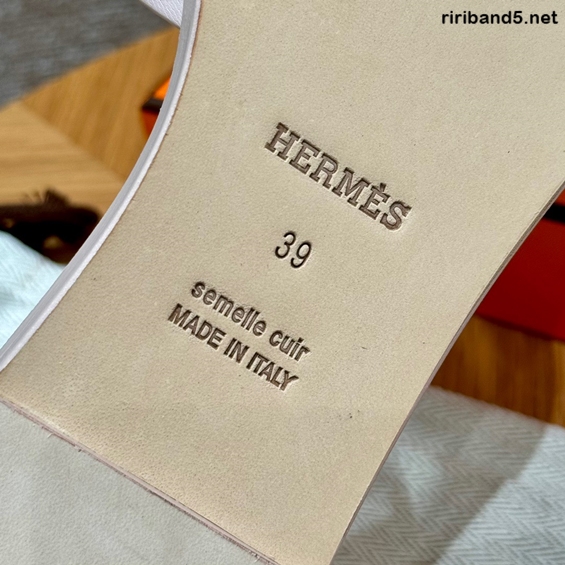 ririband5.net
HERMÈS
39
semelle cuir
MADE IN ITALY